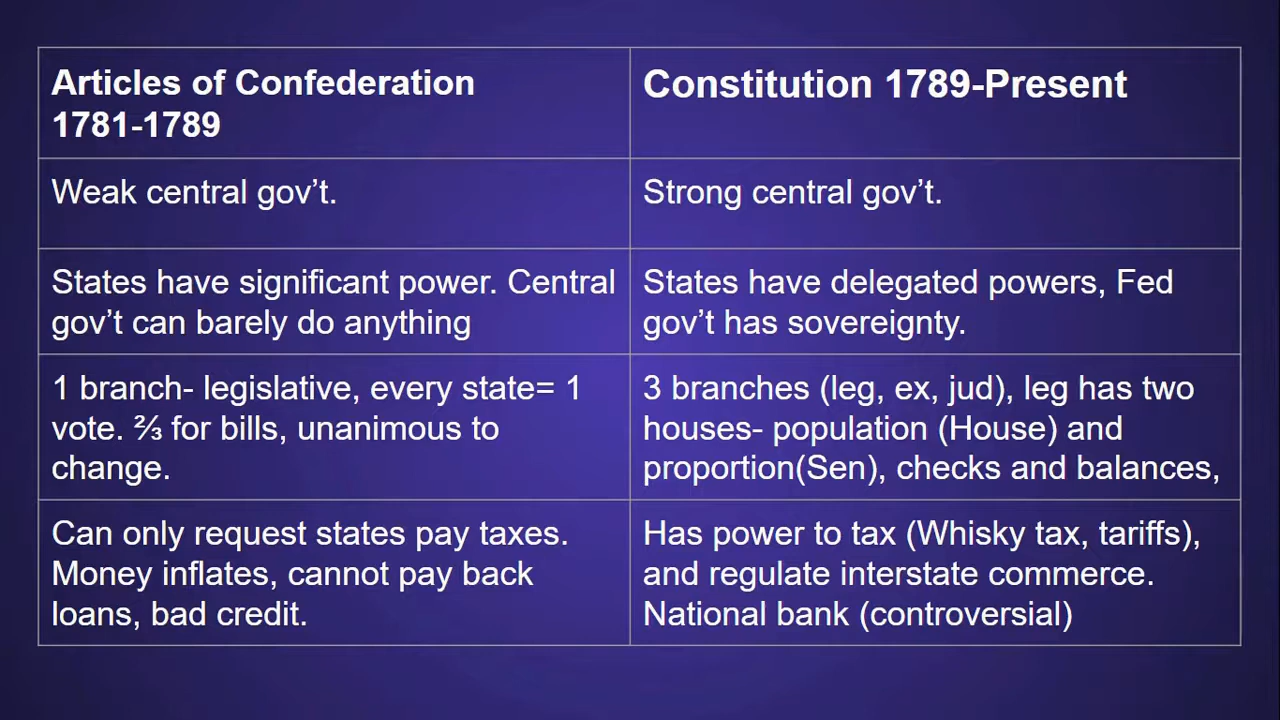 Articles of Confederation
1781-1789
Constitution 1789-Present
Weak central gov’t.
Strong central gov’t.
States have significant power. Central
gov’t can barely do anything
States have delegated powers, Fed
gov’t has sovereignty.
1 branch- legislative, every state= 1
vote. ⅔ for bills, unanimous to
change.
3 branches (leg, ex, jud), leg has two
houses- population (House) and
proportion(Sen), checks and balances,
Can only request states pay taxes.
Money inflates, cannot pay back
loans, bad credit.
Has power to tax (Whisky tax, tariffs),
and regulate interstate commerce.
National bank (controversial)